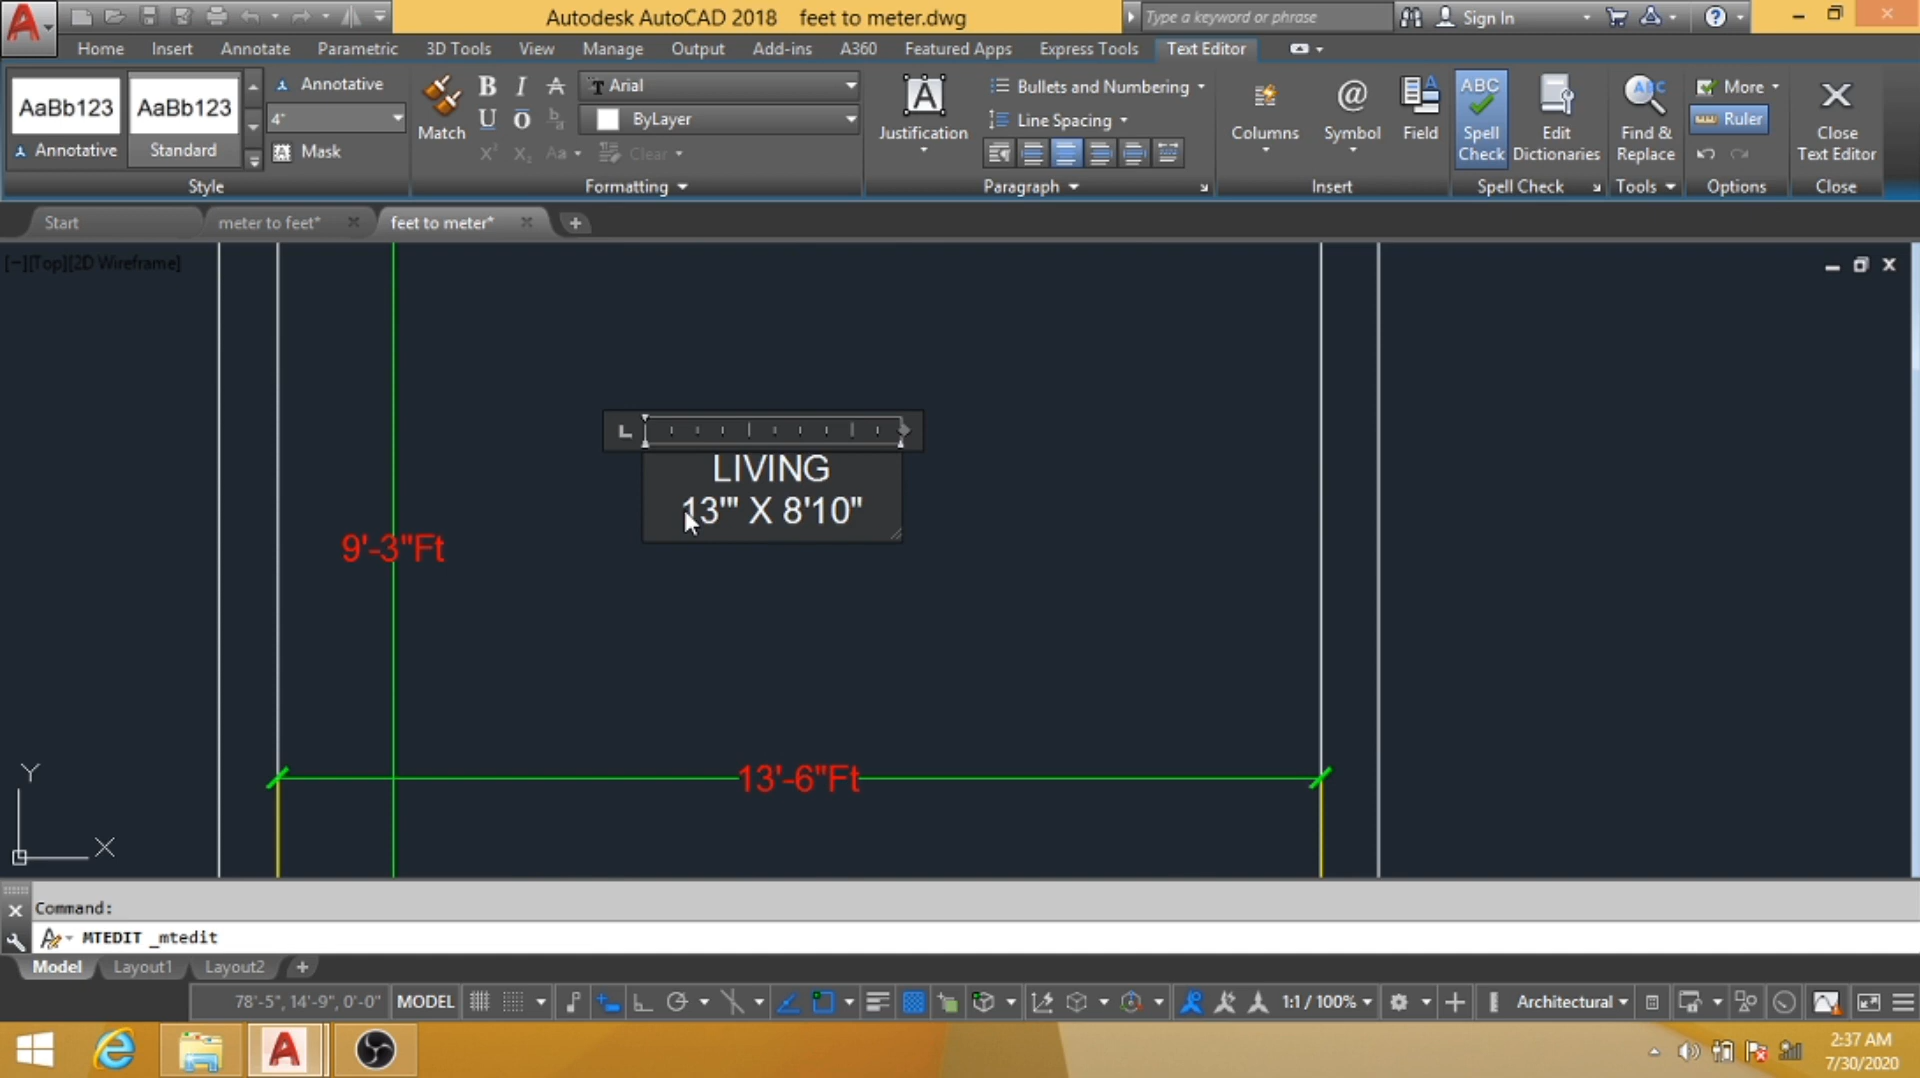 Autodesk AutoCAD 2018 feet to meter.dwg
Type a keyword or phrase
Sign In
Home Insert Annotate Parametric 3D Tools View Manage Output Add-ins A360 Featured Apps Express Tools Text Editor
AaBb123 AaBb123
Annotative
Standard
Annotative
4"
Mask
Style
Match
B I A
U O
Arial
ByLayer
Aa
Clear
Formatting
Justification
Bullets and Numbering
Line Spacing
Paragraph
Columns
Symbol
Field
Insert
ABC
Spell Check
Edit Dictionaries
Spell Check
ABC
Find & Replace
Tools
More
Ruler
Options
Close Text Editor
Close
Start meter to feet* feet to meter*
[−][Top][2D Wireframe]
LIVING
13'" X 8'10"
9'-3"Ft
13'-6"Ft
Y
X
Command:
MTEDIT _mtedit
Model Layout1 Layout2
78'-5", 14'-9", 0'-0" MODEL 1:1 / 100% Architectural
2:37 AM
7/30/2020